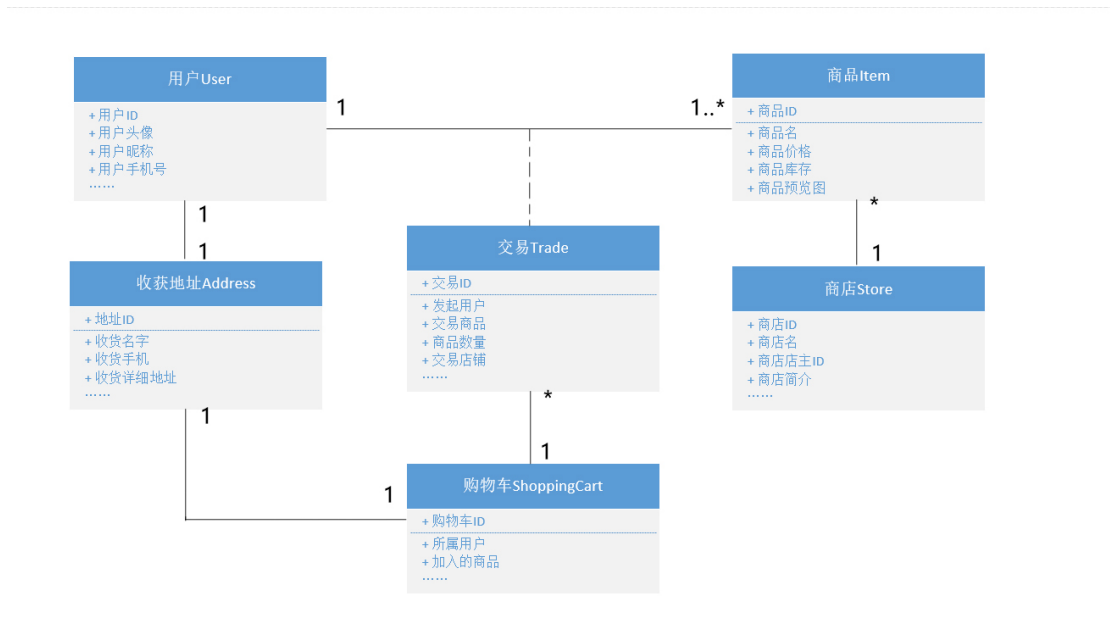 用户User
+ 用户ID
+ 用户头像
+ 用户昵称
+ 用户手机号
……
1
1..*
商品Item
+ 商品ID
+ 商品名
+ 商品价格
+ 商品库存
+ 商品预览图
1
1
收获地址Address
+ 地址ID
+ 收货名字
+ 收货手机
+ 收货详细地址
……
交易Trade
+ 交易ID
+ 发起用户
+ 交易商品
+ 商品数量
+ 交易店铺
……
*
1
商店Store
+ 商店ID
+ 商店名
+ 商店店主ID
+ 商店简介
……
1
1
*
1
购物车ShoppingCart
+ 购物车ID
+ 所属用户
+ 加入的商品
……